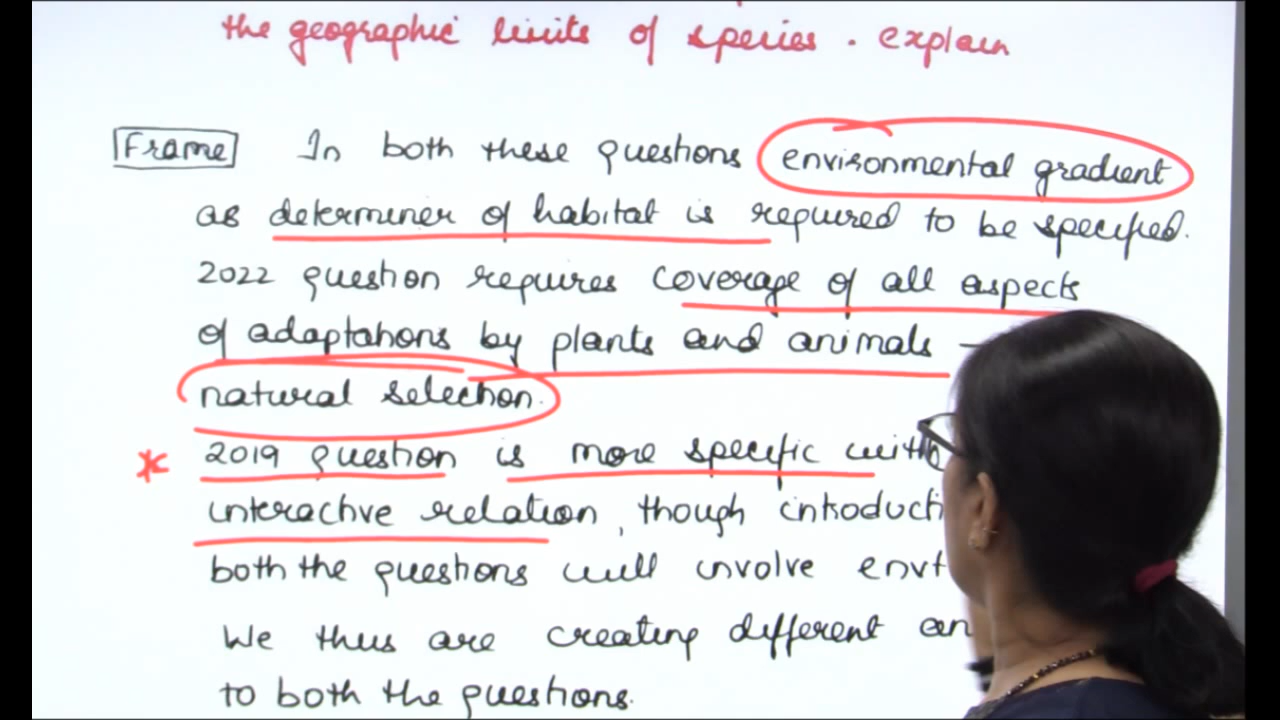 the geographic limits of species. explain
Frame In both these questions environmental gradient
as determiner of habitat is required to be specified.
2022 question requires coverage of all aspects
of adaptations by plants and animals -
natural selection.
* 2019 question is more specific with
interactive relation, though
both the questions will involve
We thus are creating different
to both the questions.